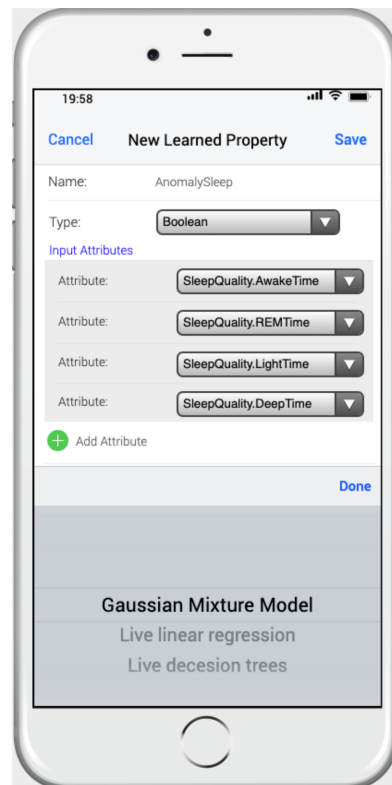 19:58
Cancel New Learned Property Save
Name: AnomalySleep
Type: Boolean
Input Attributes
Attribute: SleepQuality.AwakeTime
Attribute: SleepQuality.REMTime
Attribute: SleepQuality.LightTime
Attribute: SleepQuality.DeepTime
Add Attribute
Done
Gaussian Mixture Model
Live linear regression
Live decesion trees